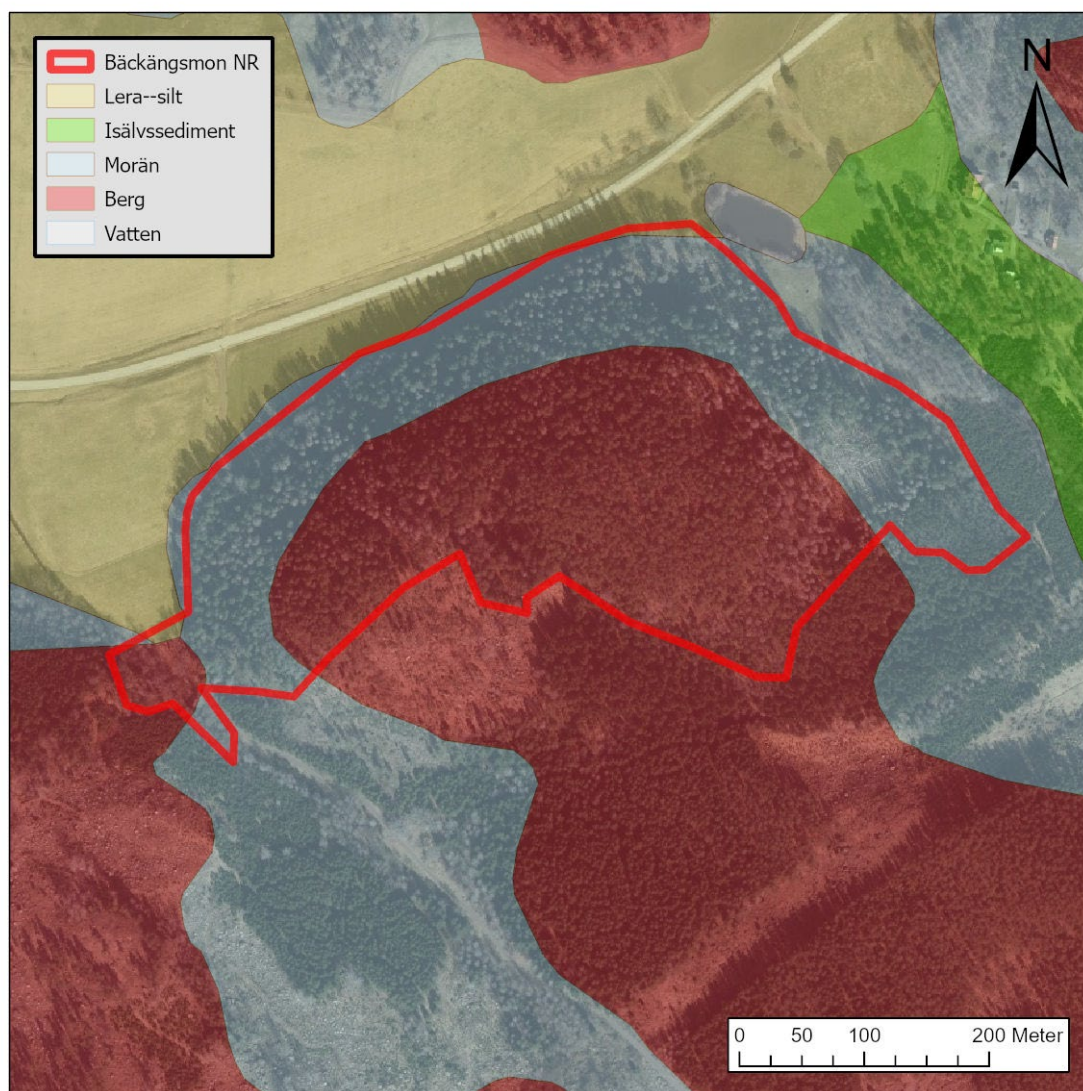 Bäckängsmon NR
Lera--silt
Isälvssediment
Morän
Berg
Vatten
N
0 50 100 200 Meter